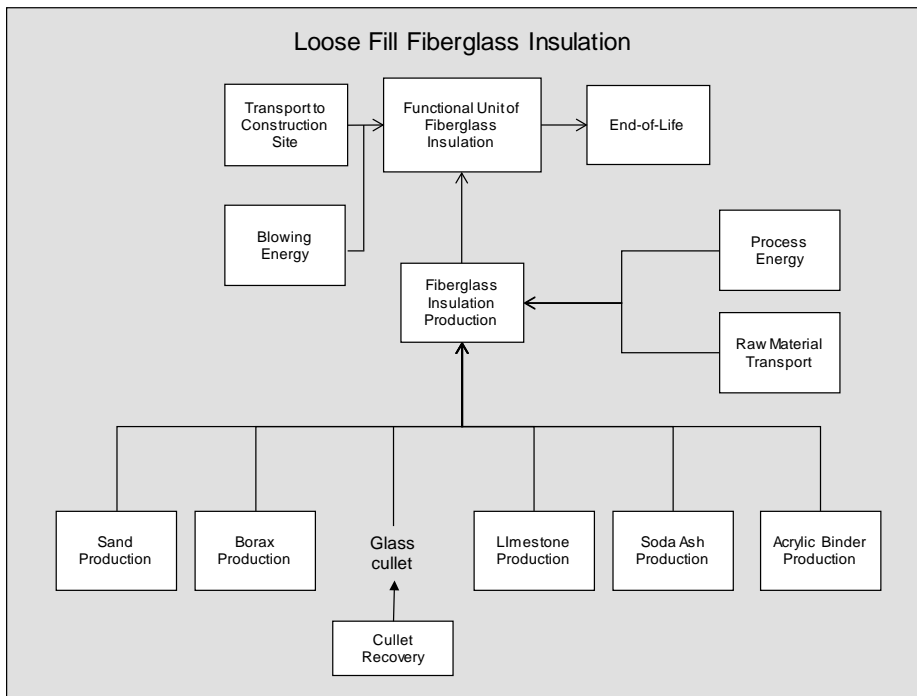 Loose Fill Fiberglass Insulation
Transport to
Construction
Site
Functional Unit of
Fiberglass
Insulation
End-of-Life
Blowing
Energy
Process
Energy
Fiberglass
Insulation
Production
Raw Material
Transport
Sand
Production
Borax
Production
Glass
cullet
LImestone
Production
Soda Ash
Production
Acrylic Binder
Production
Cullet
Recovery